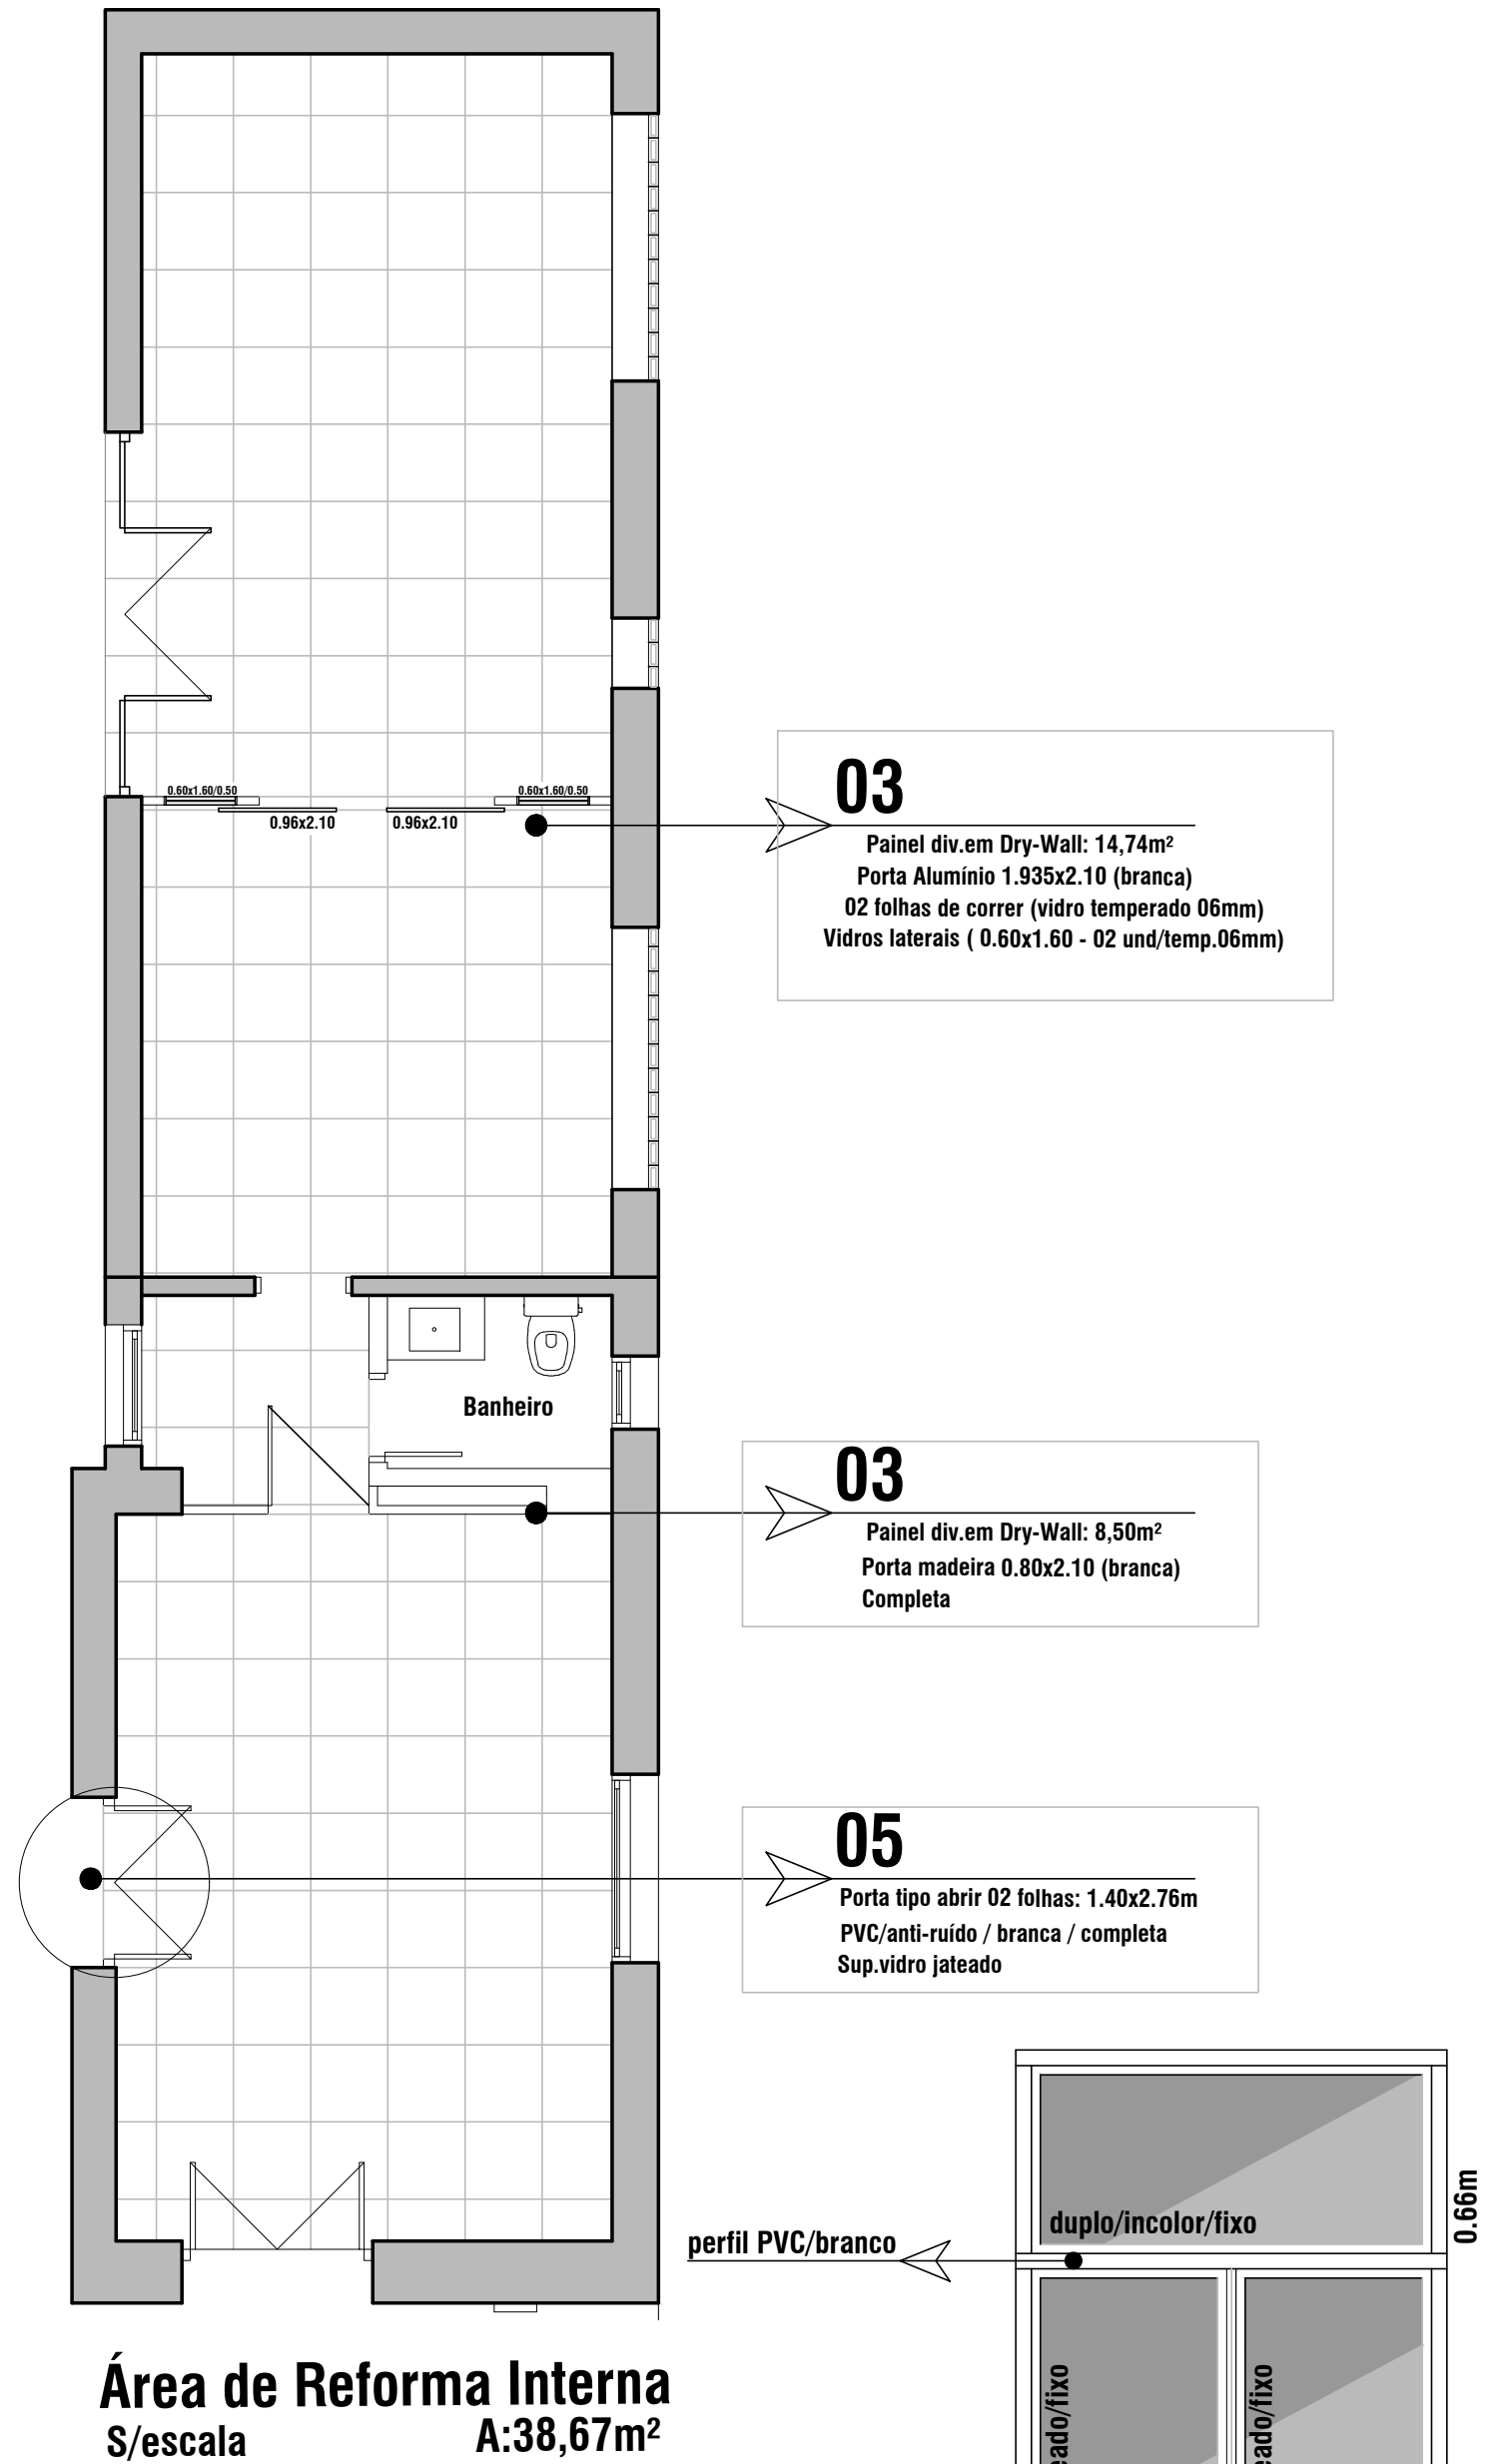 0.60x1.60/0.50
0.60x1.60/0.50
0.96x2.10
0.96x2.10
03
Painel div.em Dry-Wall: 14,74m²
Porta Alumínio 1.935x2.10 (branca)
02 folhas de correr (vidro temperado 06mm)
Vidros laterais ( 0.60x1.60 - 02 und/temp.06mm)
Banheiro
03
Painel div.em Dry-Wall: 8,50m²
Porta madeira 0.80x2.10 (branca)
Completa
05
Porta tipo abrir 02 folhas: 1.40x2.76m
PVC/anti-ruído / branca / completa
Sup.vidro jateado
perfil PVC/branco
duplo/incolor/fixo
0.66m
eado/fixo
eado/fixo
Área de Reforma Interna
S/escala
A:38,67m²